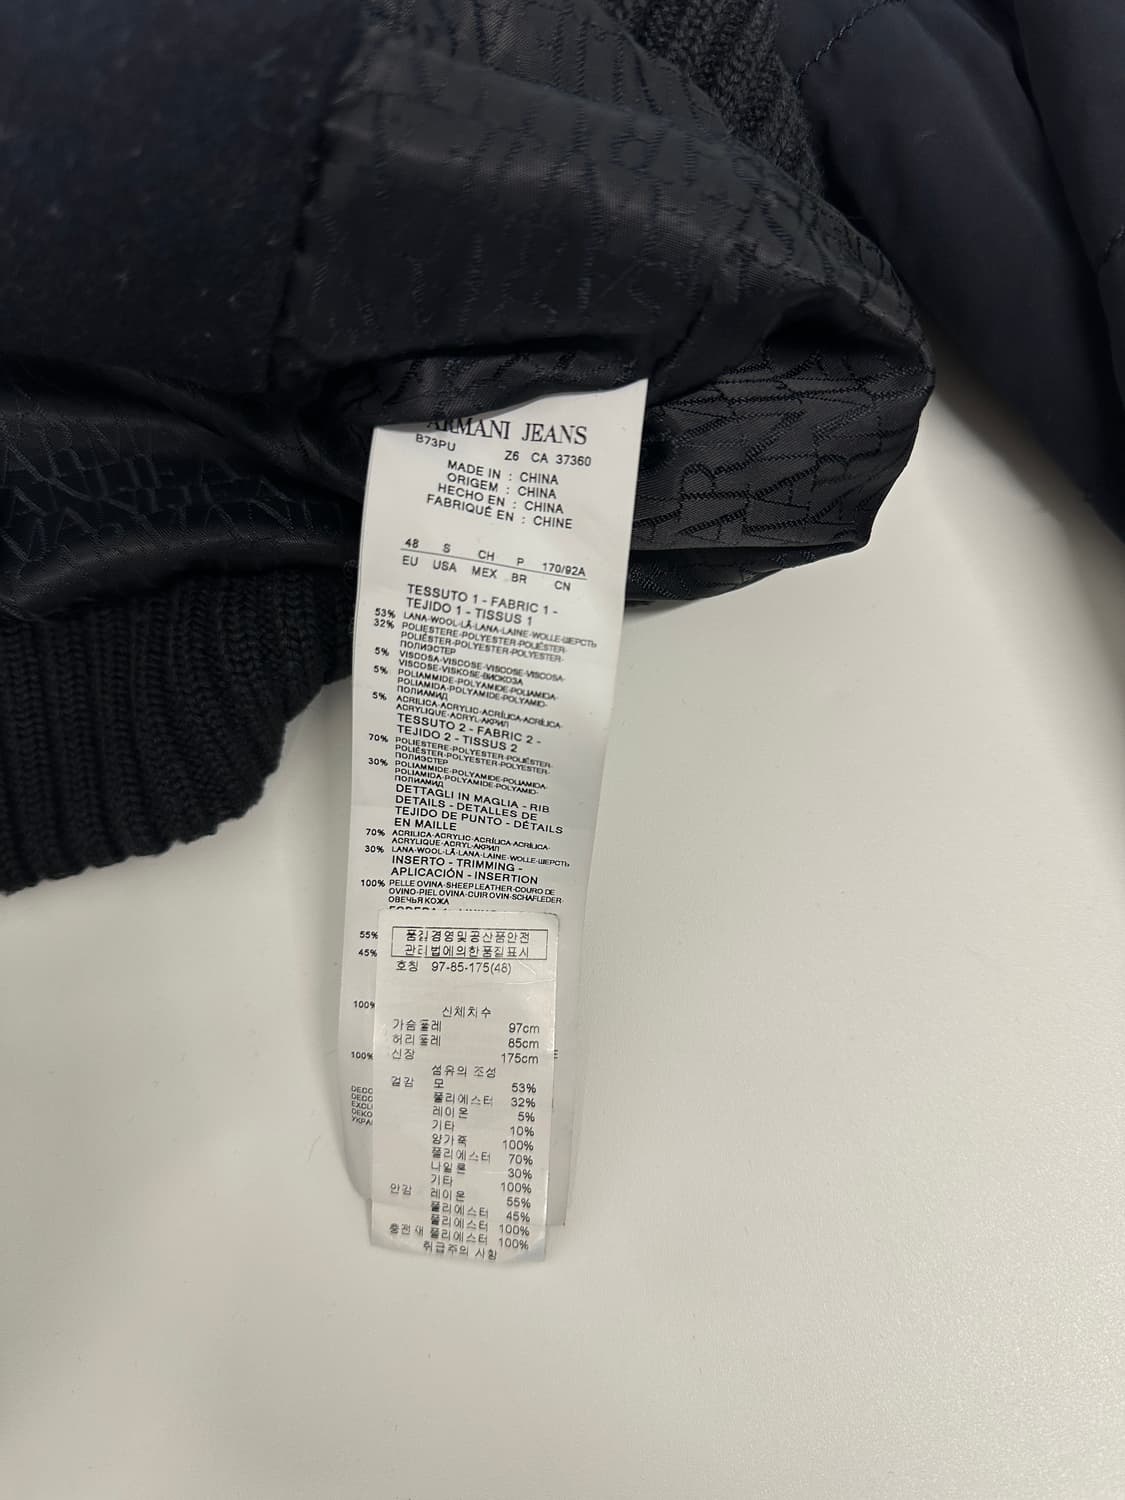 ARMANI JEANS
B73PU Z6 CA 37360
MADE IN : CHINA
ORIGEM : CHINA
HECHO EN : CHINA
FABRIQUÉ EN : CHINE
48 S CH P 170/92A
EU USA MEX BR CN
TESSUTO 1 - FABRIC 1 -
TEJIDO 1 - TISSUS 1
53% LANA-WOOL-LÃ-LANA-LAINE-WOLLE-ШЕРСТЬ
32% POLIESTERE-POLYESTER-POLIÉSTER-
POLIÉSTER-POLYESTER-POLYESTER-
ПОЛИЭСТЕР
5% VISCOSA-VISCOSE-VISCOSE-VISCOSA-
VISCOSE-VISKOSE-ВИСКОЗА
5% POLIAMMIDE-POLYAMIDE-POLIAMIDA-
POLIAMIDA-POLYAMIDE-POLYAMID-
ПОЛИАМИД
5% ACRILICA-ACRYLIC-ACRÍLICA-ACRÍLICA-
ACRYLIQUE-ACRYL-АКРИЛ
TESSUTO 2 - FABRIC 2 -
TEJIDO 2 - TISSUS 2
70% POLIESTERE-POLYESTER-POLIÉSTER-
POLIÉSTER-POLYESTER-POLYESTER-
ПОЛИЭСТЕР
30% POLIAMMIDE-POLYAMIDE-POLIAMIDA-
POLIAMIDA-POLYAMIDE-POLYAMID-
ПОЛИАМИД
DETTAGLI IN MAGLIA - RIB
DETAILS - DETALLES DE
TEJIDO DE PUNTO - DÉTAILS
EN MAILLE
70% ACRILICA-ACRYLIC-ACRÍLICA-ACRÍLICA-
ACRYLIQUE-ACRYL-АКРИЛ
30% LANA-WOOL-LÃ-LANA-LAINE-WOLLE-ШЕРСТЬ
INSERTO - TRIMMING -
APLICACIÓN - INSERTION
100% PELLE OVINA-SHEEP LEATHER-COURO DE
OVINO-PIEL OVINA-CUIR OVIN-SCHAFLEDER-
ОВЕЧЬЯ КОЖА
55%
45%
100%
100%
품질경영및공산품안전
관리법에의한품질표시
호칭 97-85-175(48)
신체치수
가슴둘레 97cm
허리둘레 85cm
신장 175cm
섬유의 조성
겉감 모 53%
폴리에스터 32%
레이온 5%
기타 10%
양가죽 100%
폴리에스터 70%
나일론 30%
기타 100%
안감 레이온 55%
폴리에스터 45%
폴리에스터 100%
충전재 폴리에스터 100%
취급주의 사항